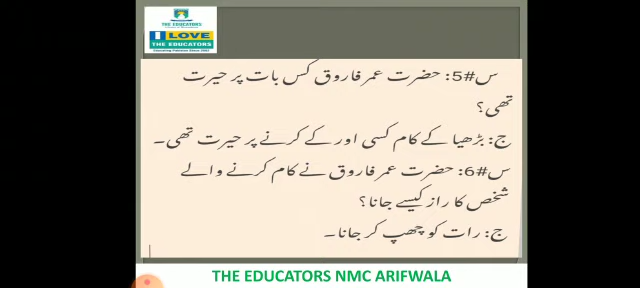 THE EDUCATORS
I LOVE
THE EDUCATORS
س#5: حضرت عمر فاروق کس بات پر حیرت
تھی؟
ج: بڑھیا کے کام کسی اور کے کرنے پر حیرت تھی۔
س#6: حضرت عمر فاروق نے کام کرنے والے
شخص کا راز کیسے جانا؟
ج: رات کو چھپ کر جانا۔
THE EDUCATORS NMC ARIFWALA